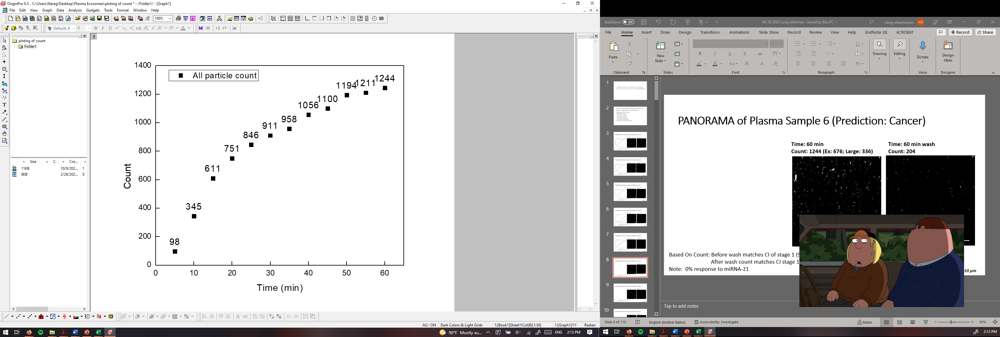 OriginPro 8.5 - C:\Users\Nareg\Desktop\Plasma Exosomes\ploting of count * - /Folder1/ - [Graph1]
File Edit View Graph Data Analysis Gadgets Tools Format Window Help
100%
Default: A 0
B I U
ploting of count
Folder1
1
Size C. Cre...
11KB 10/9/202... 1
8KB 2/28/202... 0
All particle count
1400
1200
1000
800
600
400
200
0
Count
98
345
611
751
846
911
958
1056
1100
1194
1211
1244
0 10 20 30 40 50 60
Time (min)
AU : ON Dark Colors & Light Grids 1:[Book1]Sheet1!Col(B)[1:30] 1:[Graph1]1!1 Radian
90°F Mostly su... ENG 2:13 PM
AutoSave Off 04-20-2022 lung blind tes • Saved to this PC nareg ohannesian NO
File Home Insert Draw Design Transitions Animations Slide Show Record Review View Help EndNote X8 ACROBAT Record Share
Paste
New Slide
18
Drawing
Editing
Dictate
Design Ideas
Clipboard Slides Font Paragraph Voice Designer
1
2
3
4
5
6
7
8
9
10
PANORAMA of Plasma Sample 6 (Prediction: Cancer)
Time: 60 min
Count: 1244 (Ex: 676; Large: 336)
Time: 60 min wash
Count: 204
Based On Count: Before wash matches CI of stage 1 (
After wash count matches CI stage 1
Note: 0% response to miRNA-21
10 µm
Tap to add notes
Slide 8 of 110 English (United States) Accessibility: Investigate Notes 81%
2:13 PM